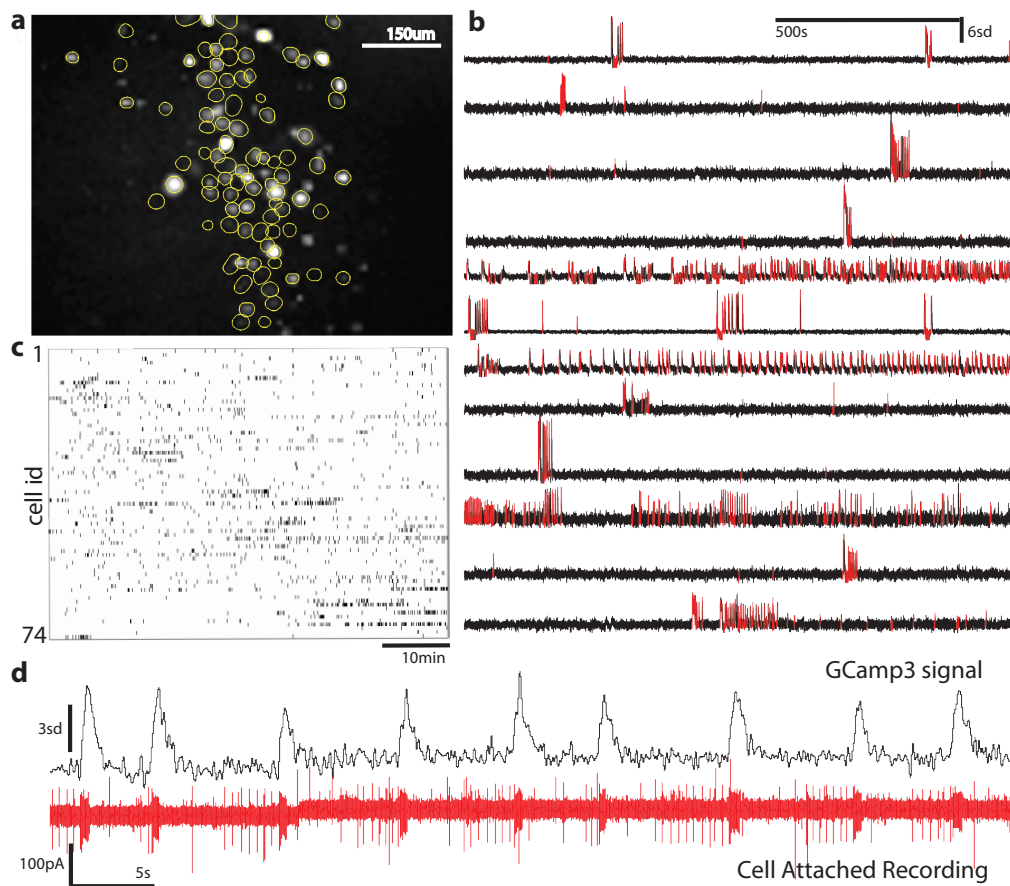 a
150um
b
500s
6sd
c
1
cell id
74
10min
d
GCamp3 signal
3sd
100pA
5s
Cell Attached Recording